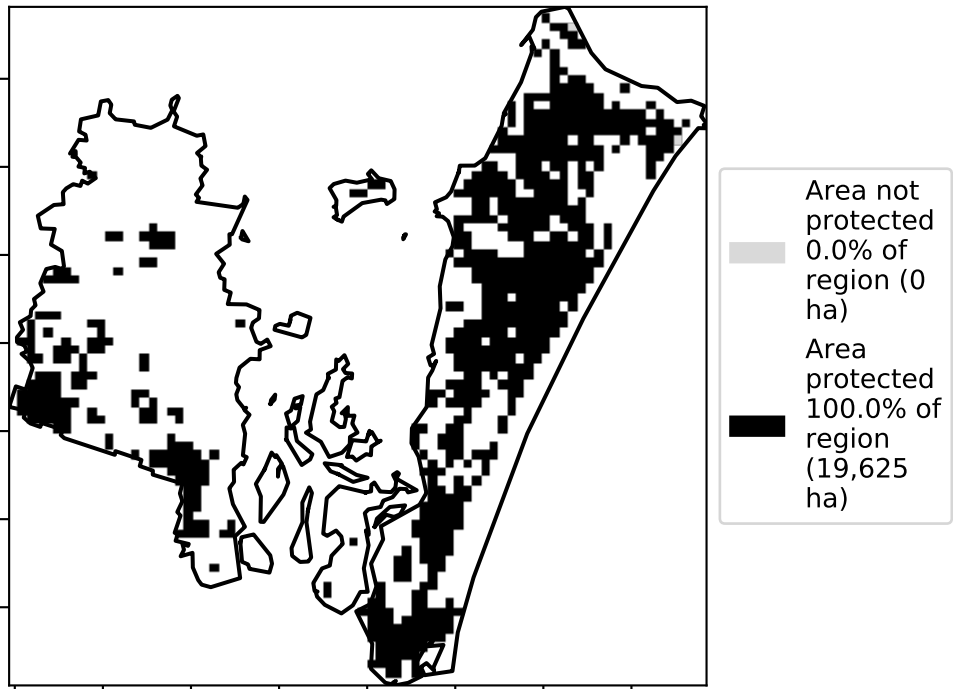 Area not
protected
0.0% of
region (0
ha)
Area
protected
100.0% of
region
(19,625
ha)